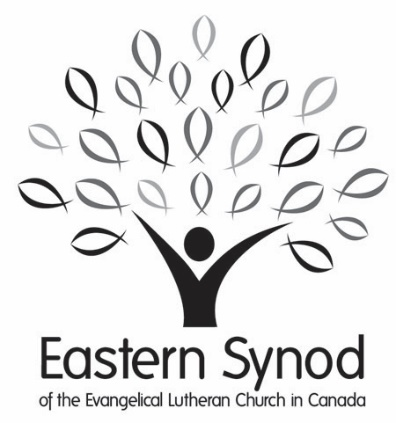 Eastern Synod
of the Evangelical Lutheran Church in Canada